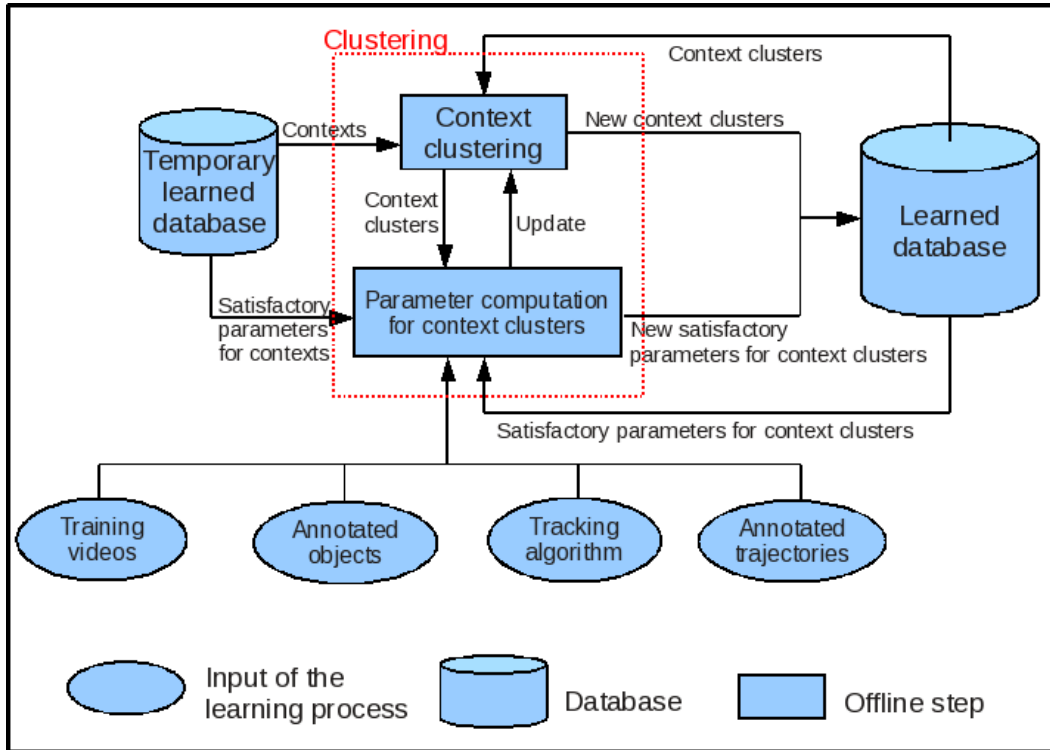 Clustering
Context clusters
Contexts
Context
clustering
New context clusters
Temporary
learned
database
Context
clusters
Update
Learned
database
Satisfactory
parameters
for contexts
Parameter computation
for context clusters
New satisfactory
parameters for context clusters
Satisfactory parameters for context clusters
Training
videos
Annotated
objects
Tracking
algorithm
Annotated
trajectories
Input of the
learning process
Database
Offline step